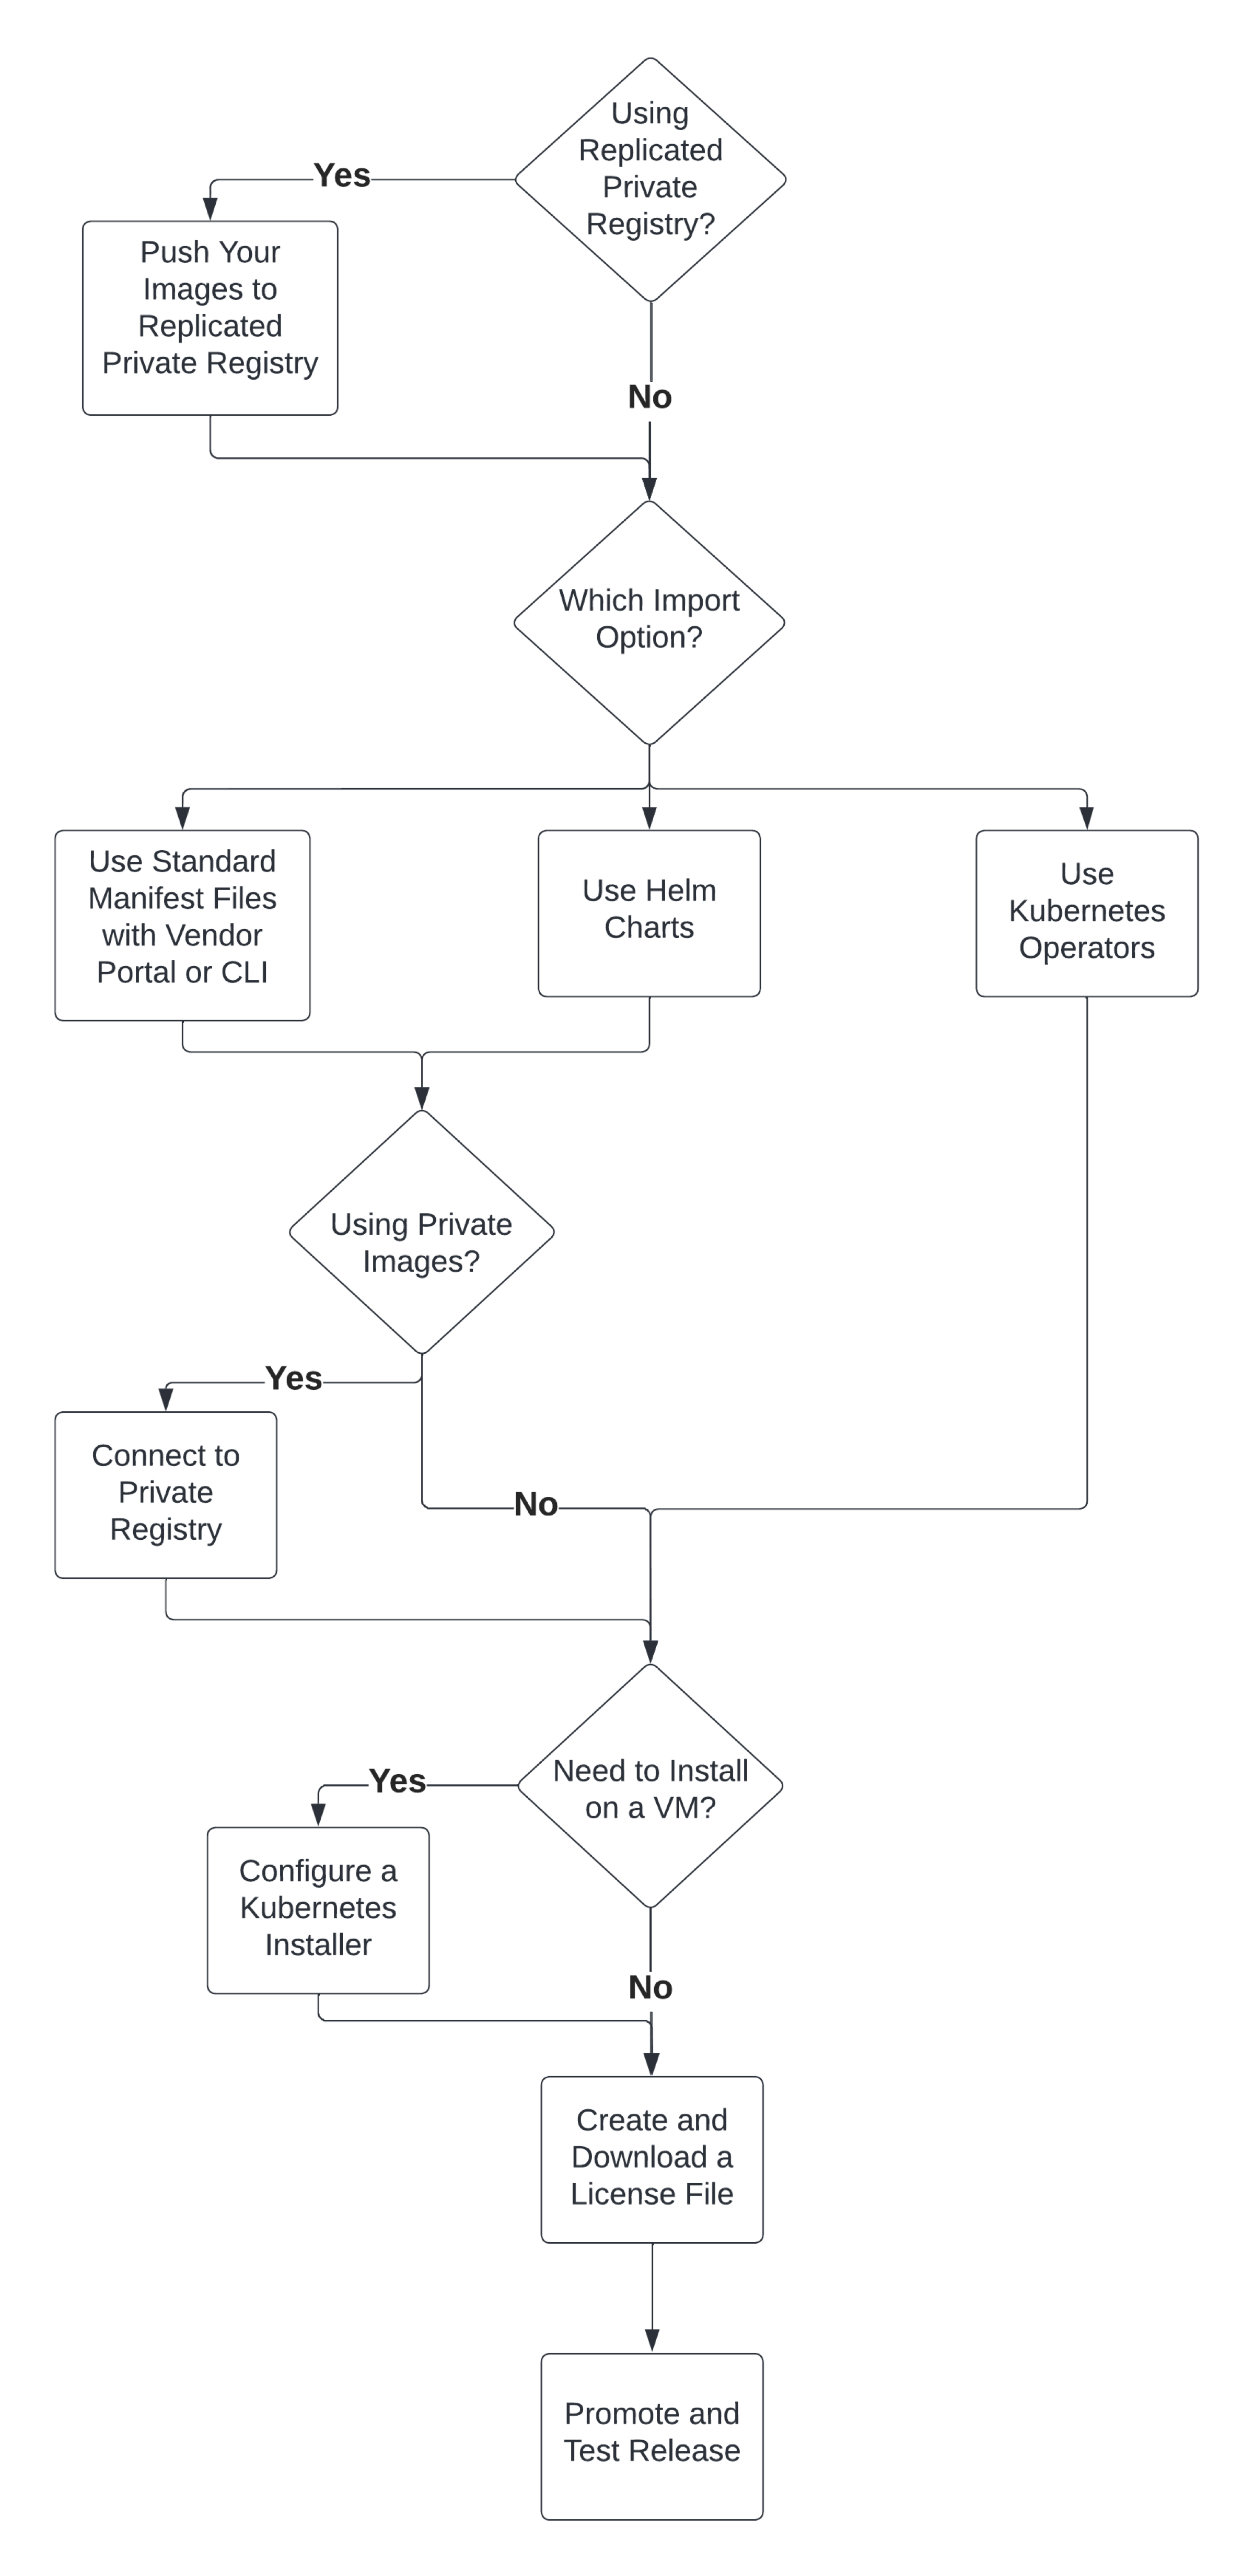 Using
Replicated
Private
Registry?
Yes
Push Your
Images to
Replicated
Private Registry
No
Which Import
Option?
Use Standard
Manifest Files
with Vendor
Portal or CLI
Use Helm
Charts
Use
Kubernetes
Operators
Using Private
Images?
Yes
Connect to
Private
Registry
No
Need to Install
on a VM?
Yes
Configure a
Kubernetes
Installer
No
Create and
Download a
License File
Promote and
Test Release